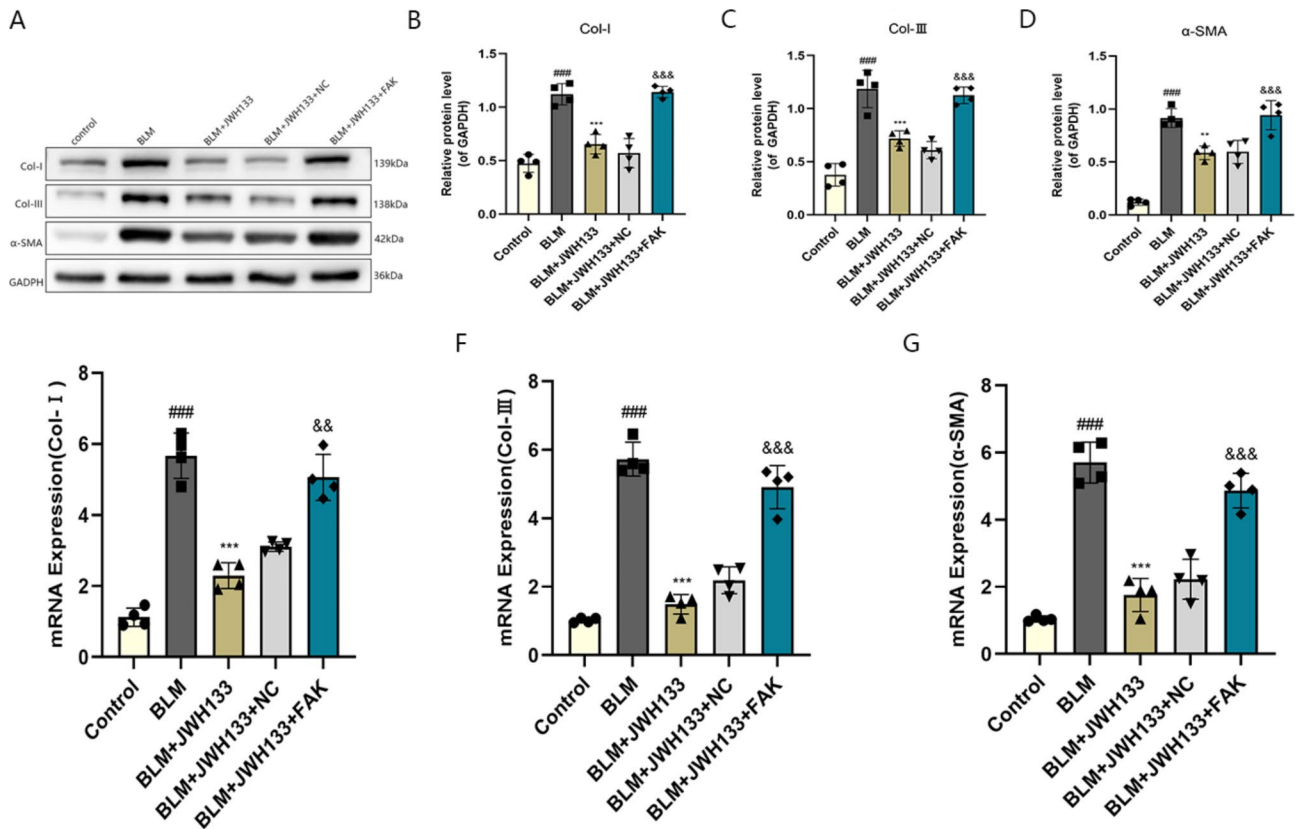 A
control
BLM
BLM+JWH133
BLM+JWH133+NC
BLM+JWH133+FAK
Col-I
139kDa
Col-III
138kDa
α-SMA
42kDa
GADPH
36kDa
B
Col-I
Relative protein level
(of GAPDH)
1.5
1.0
0.5
0.0
###
***
&&&
Control
BLM
BLM+JWH133
BLM+JWH133+NC
BLM+JWH133+FAK
C
Col-Ⅲ
Relative protein level
(of GAPDH)
1.5
1.0
0.5
0.0
###
***
&&&
Control
BLM
BLM+JWH133
BLM+JWH133+NC
BLM+JWH133+FAK
D
α-SMA
Relative protein level
(of GAPDH)
1.5
1.0
0.5
0.0
###
**
&&&
Control
BLM
BLM+JWH133
BLM+JWH133+NC
BLM+JWH133+FAK
mRNA Expression(Col-Ⅰ)
8
6
4
2
0
###
***
&&
Control
BLM
BLM+JWH133
BLM+JWH133+NC
BLM+JWH133+FAK
F
mRNA Expression(Col-Ⅲ)
8
6
4
2
0
###
***
&&&
Control
BLM
BLM+JWH133
BLM+JWH133+NC
BLM+JWH133+FAK
G
mRNA Expression(α-SMA)
8
6
4
2
0
###
***
&&&
Control
BLM
BLM+JWH133
BLM+JWH133+NC
BLM+JWH133+FAK